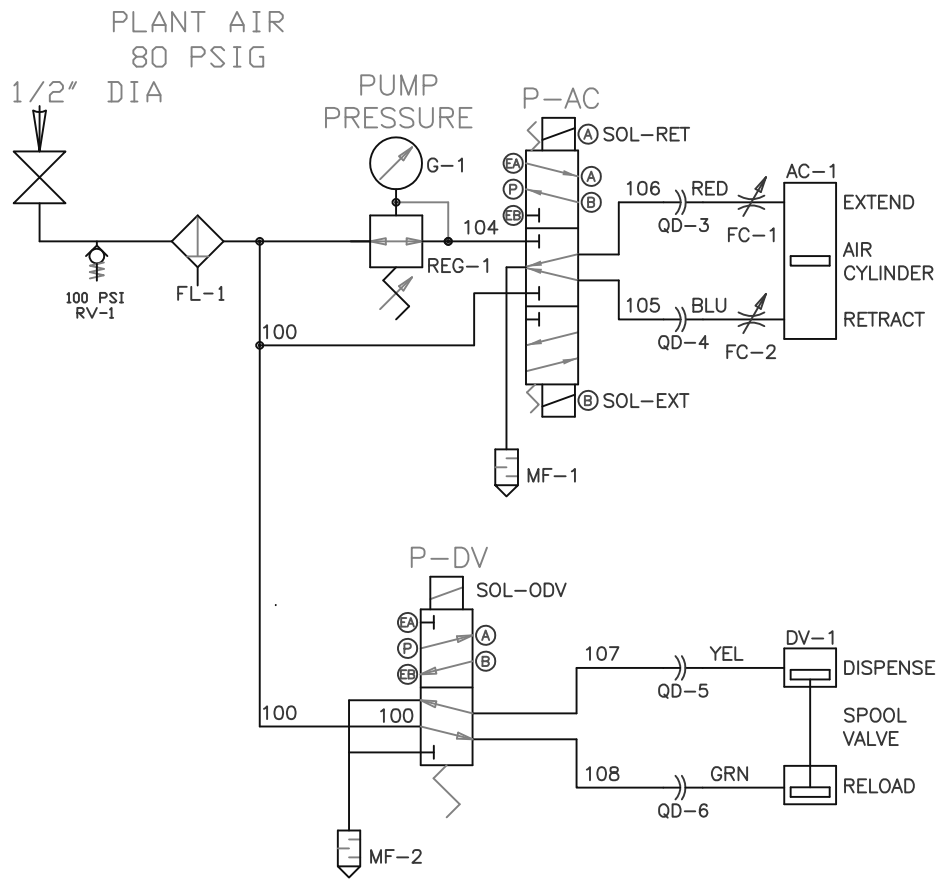 PLANT AIR
80 PSIG
1/2" DIA
PUMP
PRESSURE
P-AC
A SOL-RET
G-1
EA
A
P
B
EB
104
REG-1
106
RED
QD-3
FC-1
AC-1
EXTEND
AIR
CYLINDER
RETRACT
105
BLU
QD-4
FC-2
100 PSI
RV-1
FL-1
100
B SOL-EXT
MF-1
P-DV
SOL-ODV
EA
A
P
B
EB
107
YEL
QD-5
DV-1
DISPENSE
SPOOL
VALVE
100
100
108
GRN
QD-6
RELOAD
MF-2